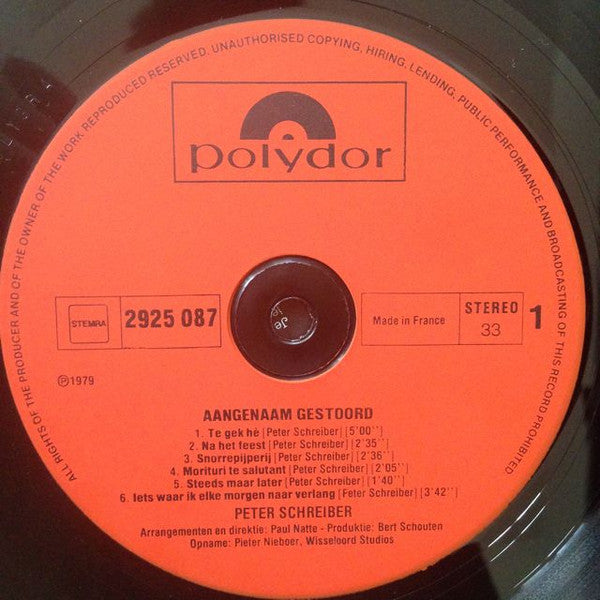 ALL RIGHTS OF THE PRODUCER AND OF THE OWNER OF THE WORK REPRODUCED RESERVED. UNAUTHORISED COPYING, HIRING, LENDING, PUBLIC PERFORMANCE AND BROADCASTING OF THIS RECORD PROHIBITED
polydor
STEMRA
2925 087
Made in France
STEREO
33
1
Ⓟ1979
AANGENAAM GESTOORD
1. Te gek hè [Peter Schreiber] [5'00'']
2. Na het feest [Peter Schreiber] [2'35'']
3. Snorrepijperij [Peter Schreiber] [2'36'']
4. Morituri te salutant [Peter Schreiber] [2'05'']
5. Steeds maar later [Peter Schreiber] [1'40'']
6. Iets waar ik elke morgen naar verlang [Peter Schreiber] [3'42'']
PETER SCHREIBER
Arrangementen en direktie: Paul Natte - Produktie: Bert Schouten
Opname: Pieter Nieboer, Wisseloord Studios